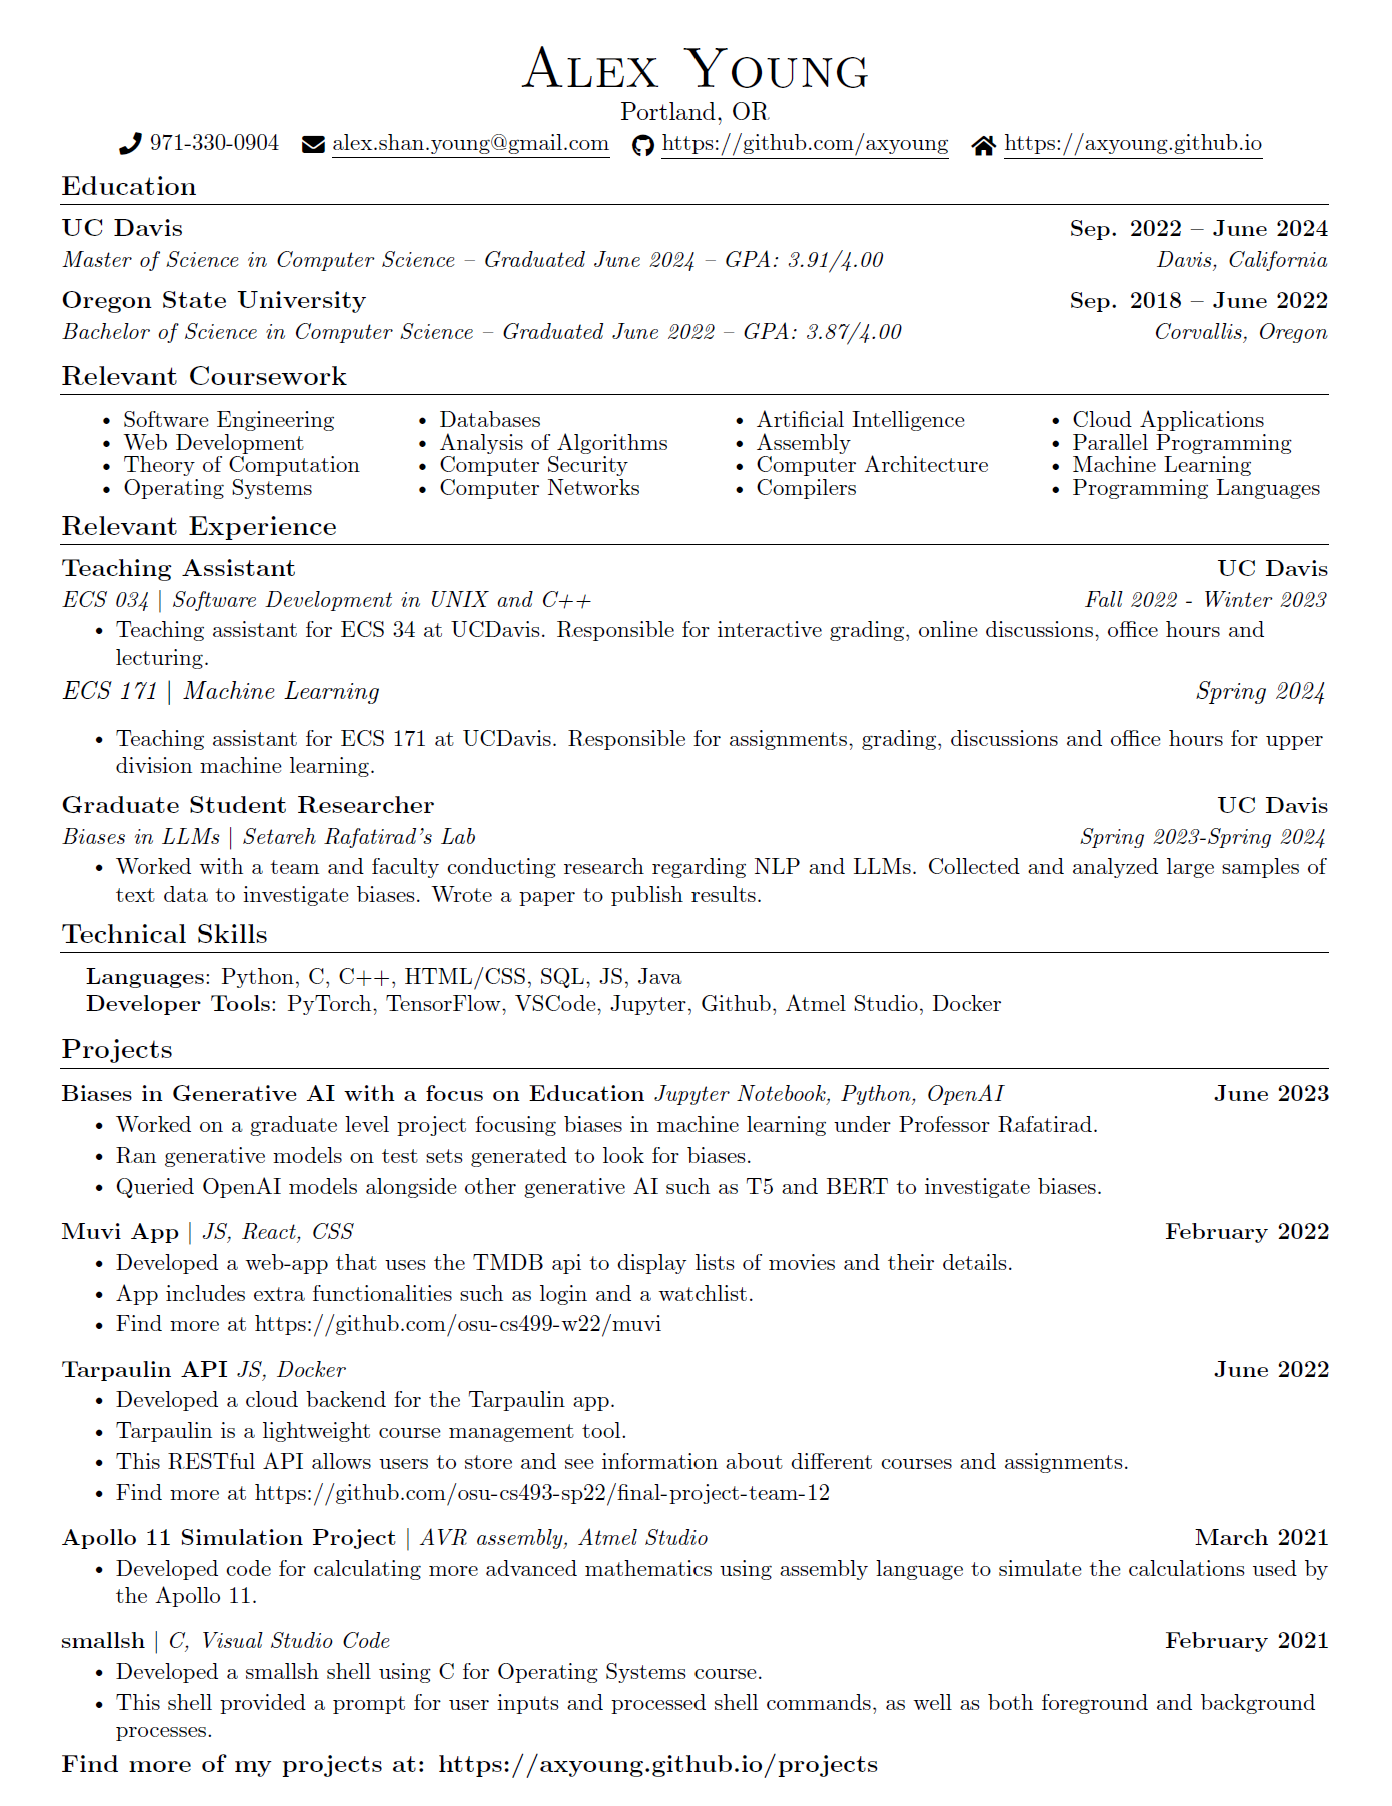 Alex Young
Portland, OR
971-330-0904 alex.shan.young@gmail.com https://github.com/axyoung https://axyoung.github.io
Education
UC Davis Sep. 2022 – June 2024
Master of Science in Computer Science – Graduated June 2024 – GPA: 3.91/4.00 Davis, California
Oregon State University Sep. 2018 – June 2022
Bachelor of Science in Computer Science – Graduated June 2022 – GPA: 3.87/4.00 Corvallis, Oregon
Relevant Coursework
• Software Engineering
• Web Development
• Theory of Computation
• Operating Systems
• Databases
• Analysis of Algorithms
• Computer Security
• Computer Networks
• Artificial Intelligence
• Assembly
• Computer Architecture
• Compilers
• Cloud Applications
• Parallel Programming
• Machine Learning
• Programming Languages
Relevant Experience
Teaching Assistant UC Davis
ECS 034 | Software Development in UNIX and C++ Fall 2022 - Winter 2023
• Teaching assistant for ECS 34 at UCDavis. Responsible for interactive grading, online discussions, office hours and
lecturing.
ECS 171 | Machine Learning Spring 2024
• Teaching assistant for ECS 171 at UCDavis. Responsible for assignments, grading, discussions and office hours for upper
division machine learning.
Graduate Student Researcher UC Davis
Biases in LLMs | Setareh Rafatirad's Lab Spring 2023-Spring 2024
• Worked with a team and faculty conducting research regarding NLP and LLMs. Collected and analyzed large samples of
text data to investigate biases. Wrote a paper to publish results.
Technical Skills
Languages: Python, C, C++, HTML/CSS, SQL, JS, Java
Developer Tools: PyTorch, TensorFlow, VSCode, Jupyter, Github, Atmel Studio, Docker
Projects
Biases in Generative AI with a focus on Education Jupyter Notebook, Python, OpenAI June 2023
• Worked on a graduate level project focusing biases in machine learning under Professor Rafatirad.
• Ran generative models on test sets generated to look for biases.
• Queried OpenAI models alongside other generative AI such as T5 and BERT to investigate biases.
Muvi App | JS, React, CSS February 2022
• Developed a web-app that uses the TMDB api to display lists of movies and their details.
• App includes extra functionalities such as login and a watchlist.
• Find more at https://github.com/osu-cs499-w22/muvi
Tarpaulin API JS, Docker June 2022
• Developed a cloud backend for the Tarpaulin app.
• Tarpaulin is a lightweight course management tool.
• This RESTful API allows users to store and see information about different courses and assignments.
• Find more at https://github.com/osu-cs493-sp22/final-project-team-12
Apollo 11 Simulation Project | AVR assembly, Atmel Studio March 2021
• Developed code for calculating more advanced mathematics using assembly language to simulate the calculations used by
the Apollo 11.
smallsh | C, Visual Studio Code February 2021
• Developed a smallsh shell using C for Operating Systems course.
• This shell provided a prompt for user inputs and processed shell commands, as well as both foreground and background
processes.
Find more of my projects at: https://axyoung.github.io/projects